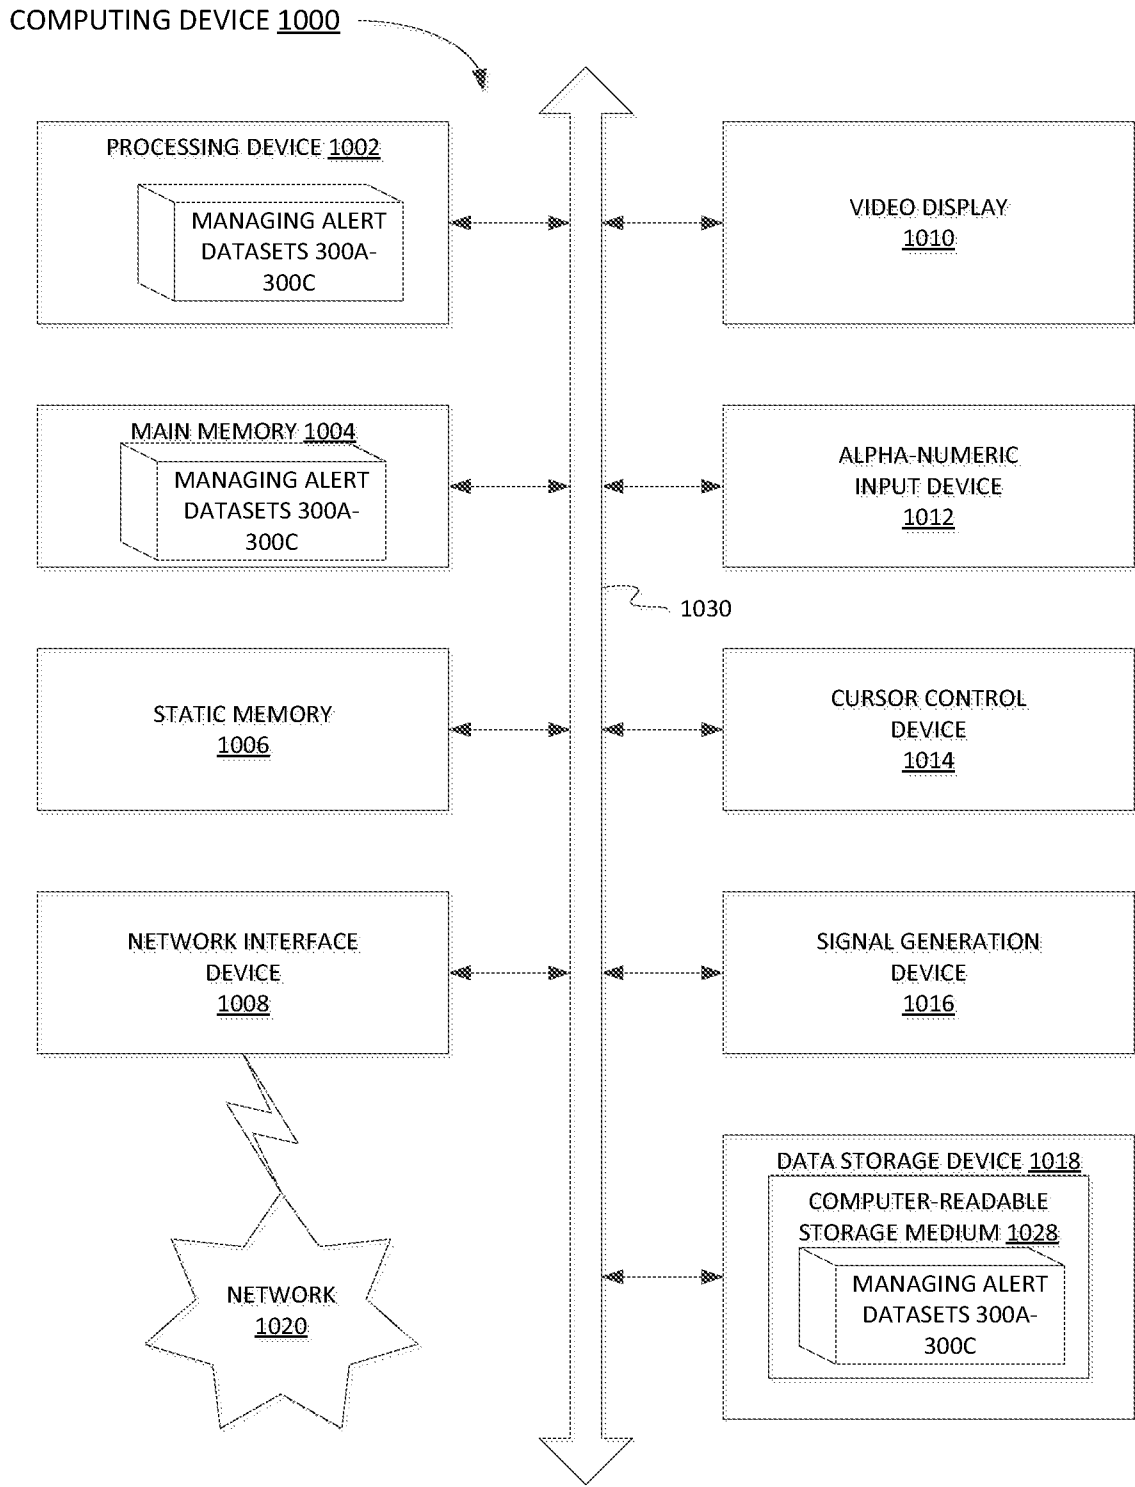 COMPUTING DEVICE 1000
PROCESSING DEVICE 1002
MANAGING ALERT
DATASETS 300A-
300C
VIDEO DISPLAY
1010
MAIN MEMORY 1004
MANAGING ALERT
DATASETS 300A-
300C
ALPHA-NUMERIC
INPUT DEVICE
1012
1030
STATIC MEMORY
1006
CURSOR CONTROL
DEVICE
1014
NETWORK INTERFACE
DEVICE
1008
SIGNAL GENERATION
DEVICE
1016
NETWORK
1020
DATA STORAGE DEVICE 1018
COMPUTER-READABLE
STORAGE MEDIUM 1028
MANAGING ALERT
DATASETS 300A-
300C